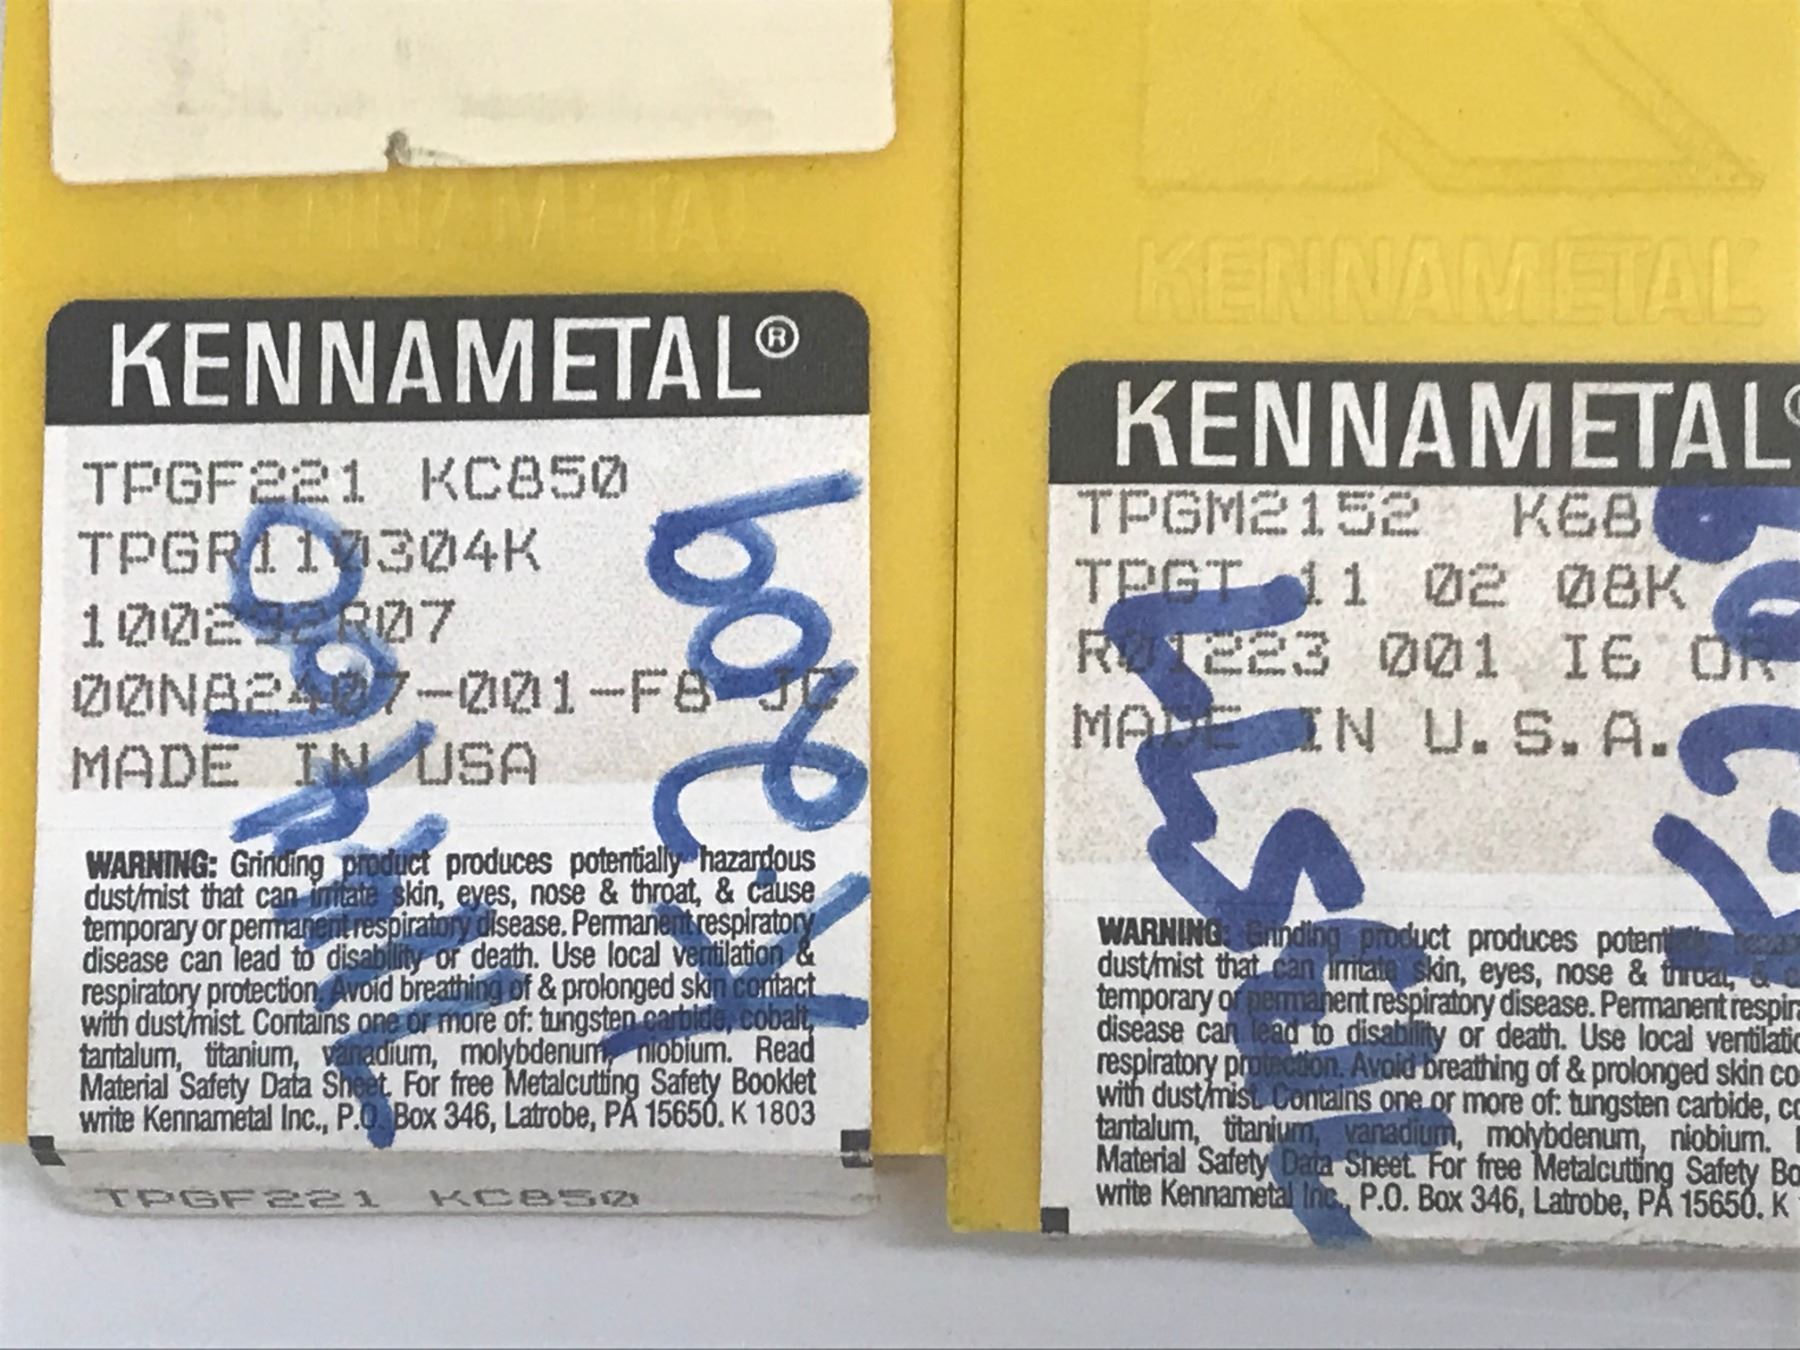 KENNAMETAL
KENNAMETAL®
TPGF221 KC850
TPGR110304K
100292R07
00N82407-001-F8 JC
MADE IN USA
WARNING: Grinding product produces potentially hazardous
dust/mist that can irritate skin, eyes, nose & throat, & cause
temporary or permanent respiratory disease. Permanent respiratory
disease can lead to disability or death. Use local ventilation &
respiratory protection. Avoid breathing of & prolonged skin contact
with dust/mist. Contains one or more of: tungsten carbide, cobalt,
tantalum, titanium, vanadium, molybdenum, niobium. Read
Material Safety Data Sheet. For free Metalcutting Safety Booklet
write Kennametal Inc., P.O. Box 346, Latrobe, PA 15650. K 1803
TPGF221 KC850
K209
KENNAMETAL
KENNAMETAL
TPGM2152 K68
TPGT 11 02 08K
R01223 001 I6 OR
MADE IN U.S.A.
WARNING: Grinding product produces
dust/mist that can irritate skin, eyes, nose & throat, &
temporary or permanent respiratory disease. Permanent
disease can lead to disability or death. Use local
respiratory protection. Avoid breathing of & prolonged skin
with dust/mist. Contains one or more of: tungsten carbide,
tantalum, titanium, vanadium, molybdenum, niobium.
Material Safety Data Sheet. For free Metalcutting Safety
write Kennametal Inc., P.O. Box 346, Latrobe, PA 15650. K